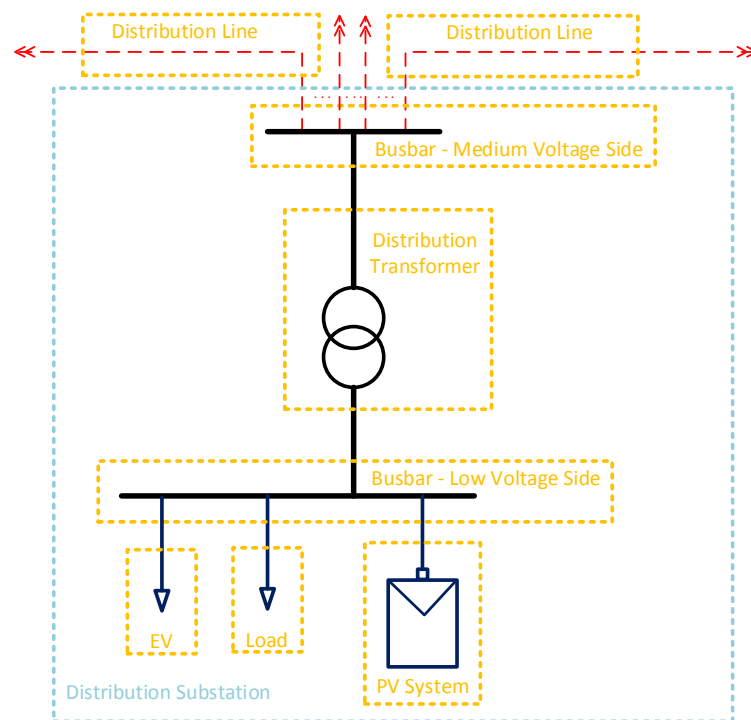 Distribution Line
Distribution Line
Busbar - Medium Voltage Side
Distribution
Transformer
Busbar - Low Voltage Side
EV
Load
PV System
Distribution Substation